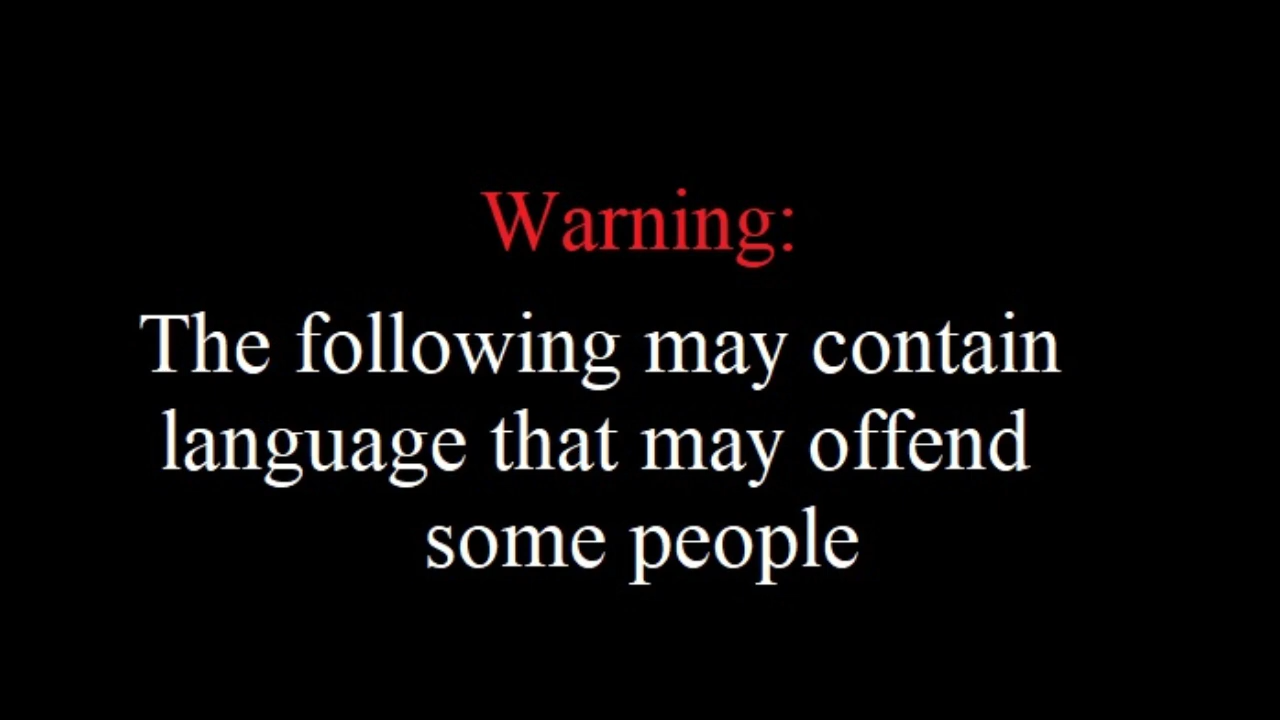 Warning:
The following may contain
language that may offend
some people